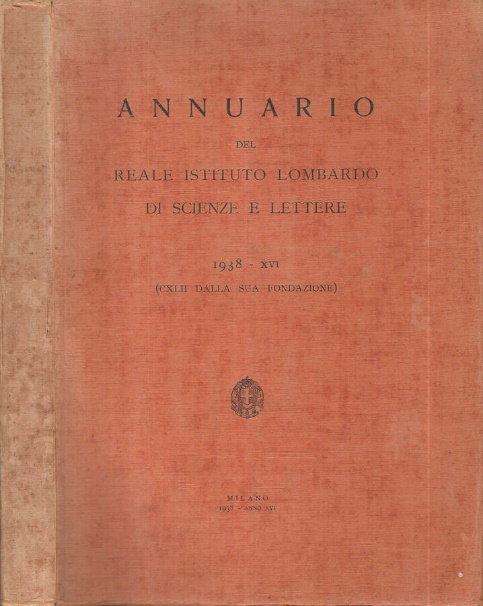 ANNUARIO
DEL
REALE ISTITUTO LOMBARDO
DI SCIENZE E LETTERE
1938 - XVI
(CXLII DALLA SUA FONDAZIONE)
MILANO
1938 - ANNO XVI